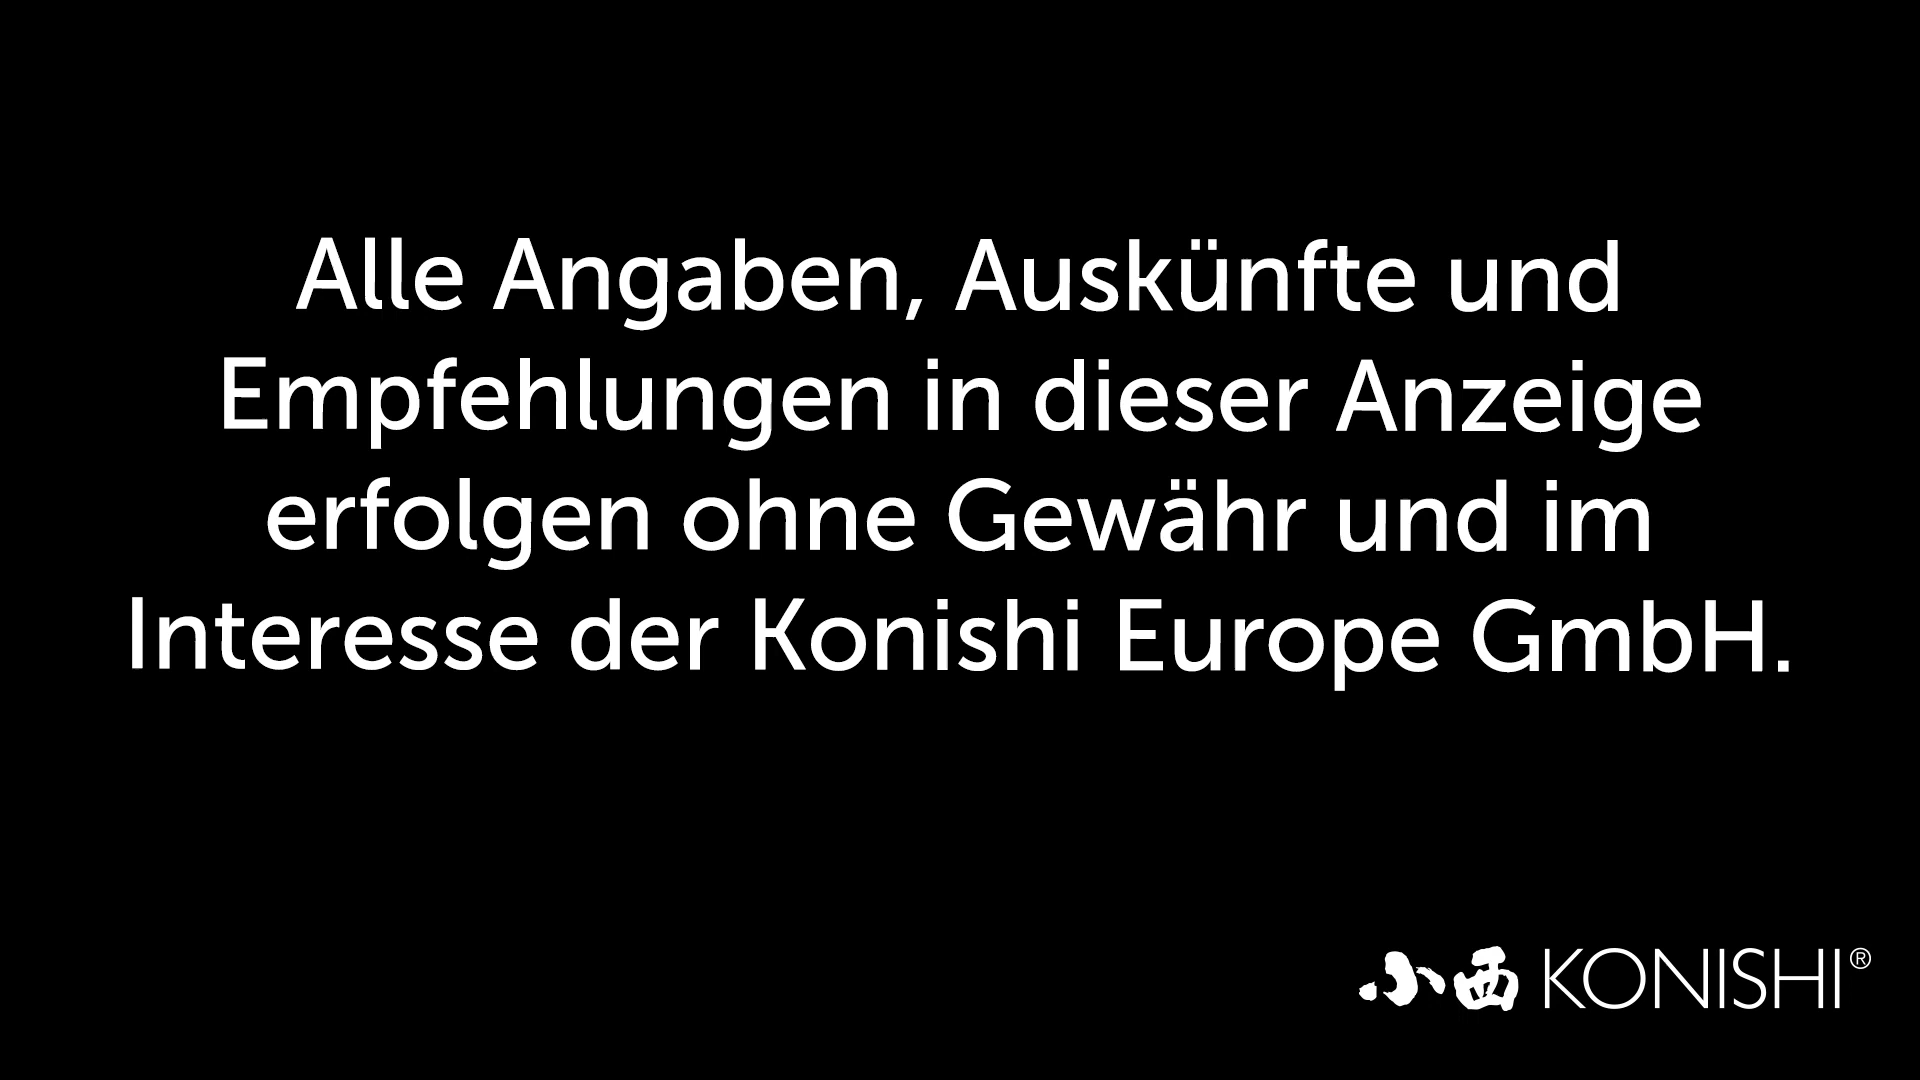 Alle Angaben, Auskünfte und
Empfehlungen in dieser Anzeige
erfolgen ohne Gewähr und im
Interesse der Konishi Europe GmbH.
小西 KONISHI®